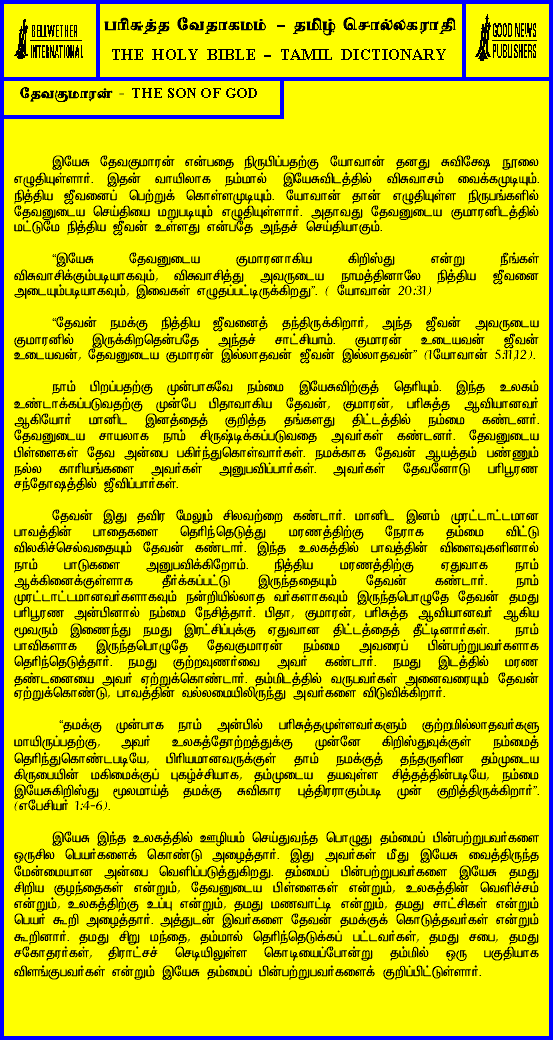 BELLWETHER
INTERNATIONAL
பரிசுத்த வேதாகமம் – தமிழ் சொல்லகராதி
THE HOLY BIBLE – TAMIL DICTIONARY
GOOD NEWS
PUBLISHERS
தேவகுமாரன் - THE SON OF GOD
இயேசு தேவகுமாரன் என்பதை நிருபிப்பதற்கு யோவான் தனது சுவிசேஷ நூலை
எழுதியுள்ளார். இதன் வாயிலாக நம்மால் இயேசுவிடத்தில் விசுவாசம் வைக்கமுடியும்.
நித்திய ஜீவனைப் பெற்றுக் கொள்ளமுடியும். யோவான் தான் எழுதியுள்ள நிருபங்களில்
தேவனுடைய செய்தியை மறுபடியும் எழுதியுள்ளார். அதாவது தேவனுடைய குமாரனிடத்தில்
மட்டுமே நித்திய ஜீவன் உள்ளது என்பதே அந்தச் செய்தியாகும்.
“இயேசு தேவனுடைய குமாரனாகிய கிறிஸ்து என்று நீங்கள்
விசுவாசிக்கும்படியாகவும், விசுவாசித்து அவருடைய நாமத்தினாலே நித்திய ஜீவனை
அடையும்படியாகவும், இவைகள் எழுதப்பட்டிருக்கிறது”. ( யோவான் 20:31)
“தேவன் நமக்கு நித்திய ஜீவனைத் தந்திருக்கிறார், அந்த ஜீவன் அவருடைய
குமாரனில் இருக்கிறதென்பதே அந்தச் சாட்சியாம். குமாரன் உடையவன் ஜீவன்
உடையவன், தேவனுடைய குமாரன் இல்லாதவன் ஜீவன் இல்லாதவன்” (1யோவான் 5:11,12).
நாம் பிறப்பதற்கு முன்பாகவே நம்மை இயேசுவிற்குத் தெரியும். இந்த உலகம்
உண்டாக்கப்படுவதற்கு முன்பே பிதாவாகிய தேவன், குமாரன், பரிசுத்த ஆவியானவர்
ஆகியோர் மானிட இனத்தைத் குறித்த தங்களது திட்டத்தில் நம்மை கண்டனர்.
தேவனுடைய சாயலாக நாம் சிருஷ்டிக்கப்படுவதை அவர்கள் கண்டனர். தேவனுடைய
பிள்ளைகள் தேவ அன்பை பகிர்ந்துகொள்வார்கள். நமக்காக தேவன் ஆயத்தம் பண்ணும்
நல்ல காரியங்களை அவர்கள் அனுபவிப்பார்கள். அவர்கள் தேவனோடு பரிபூரண
சந்தோஷத்தில் ஜீவிப்பார்கள்.
தேவன் இது தவிர மேலும் சிலவற்றை கண்டார். மானிட இனம் முரட்டாட்டமான
பாவத்தின் பாதைகளை தெரிந்தெடுத்து மரணத்திற்கு நேராக தம்மை விட்டு
விலகிச்செல்வதையும் தேவன் கண்டார். இந்த உலகத்தில் பாவத்தின் விளைவுகளினால்
நாம் பாடுகளை அனுபவிக்கிறோம். நித்திய மரணத்திற்கு ஏதுவாக நாம்
ஆக்கினைக்குள்ளாக தீர்க்கப்பட்டு இருந்ததையும் தேவன் கண்டார். நாம்
முரட்டாட்டமானவர்களாகவும் நன்றியில்லாத வர்களாகவும் இருந்தபொழுதே தேவன் தமது
பரிபூரண அன்பினால் நம்மை நேசித்தார். பிதா, குமாரன், பரிசுத்த ஆவியானவர் ஆகிய
மூவரும் இணைந்து நமது இரட்சிப்புக்கு ஏதுவான திட்டத்தைத் தீட்டினார்கள். நாம்
பாவிகளாக இருந்தபொழுதே தேவகுமாரன் நம்மை அவரைப் பின்பற்றுபவர்களாக
தெரிந்தெடுத்தார். நமது குற்றவுணர்வை அவர் கண்டார். நமது இடத்தில் மரண
தண்டனையை அவர் ஏற்றுக்கொண்டார். தம்மிடத்தில் வருபவர்கள் அனைவரையும் தேவன்
ஏற்றுக்கொண்டு, பாவத்தின் வல்லமையிலிருந்து அவர்களை விடுவிக்கிறார்.
“தமக்கு முன்பாக நாம் அன்பில் பரிசுத்தமுள்ளவர்களும் குற்றமில்லாதவர்களு
மாயிருப்பதற்கு, அவர் உலகத்தோற்றத்துக்கு முன்னே கிறிஸ்துவுக்குள் நம்மைத்
தெரிந்துகொண்டபடியே, பிரியமானவருக்குள் தாம் நமக்குத் தந்தருளின தம்முடைய
கிருபையின் மகிமைக்குப் புகழ்ச்சியாக, தம்முடைய தயவுள்ள சித்தத்தின்படியே, நம்மை
இயேசுகிறிஸ்து மூலமாய்த் தமக்கு சுவிகார புத்திரராகும்படி முன் குறித்திருக்கிறார்”.
(எபேசியர் 1:4-6).
இயேசு இந்த உலகத்தில் ஊழியம் செய்துவந்த பொழுது தம்மைப் பின்பற்றுபவர்களை
ஒருசில பெயர்களைக் கொண்டு அழைத்தார். இது அவர்கள் மீது இயேசு வைத்திருந்த
மேன்மையான அன்பை வெளிப்படுத்துகிறது. தம்மைப் பின்பற்றுபவர்களை இயேசு தமது
சிறிய குழந்தைகள் என்றும், தேவனுடைய பிள்ளைகள் என்றும், உலகத்தின் வெளிச்சம்
என்றும், உலகத்திற்கு உப்பு என்றும், தமது மணவாட்டி என்றும், தமது சாட்சிகள் என்றும்
பெயர் கூறி அழைத்தார். அத்துடன் இவர்களை தேவன் தமக்குக் கொடுத்தவர்கள் என்றும்
கூறினார். தமது சிறு மந்தை, தம்மால் தெரிந்தெடுக்கப் பட்டவர்கள், தமது சபை, தமது
சகோதரர்கள், திராட்சச் செடியிலுள்ள கொடியைப்போன்று தம்மில் ஒரு பகுதியாக
விளங்குபவர்கள் என்றும் இயேசு தம்மைப் பின்பற்றுபவர்களைக் குறிப்பிட்டுள்ளார்.